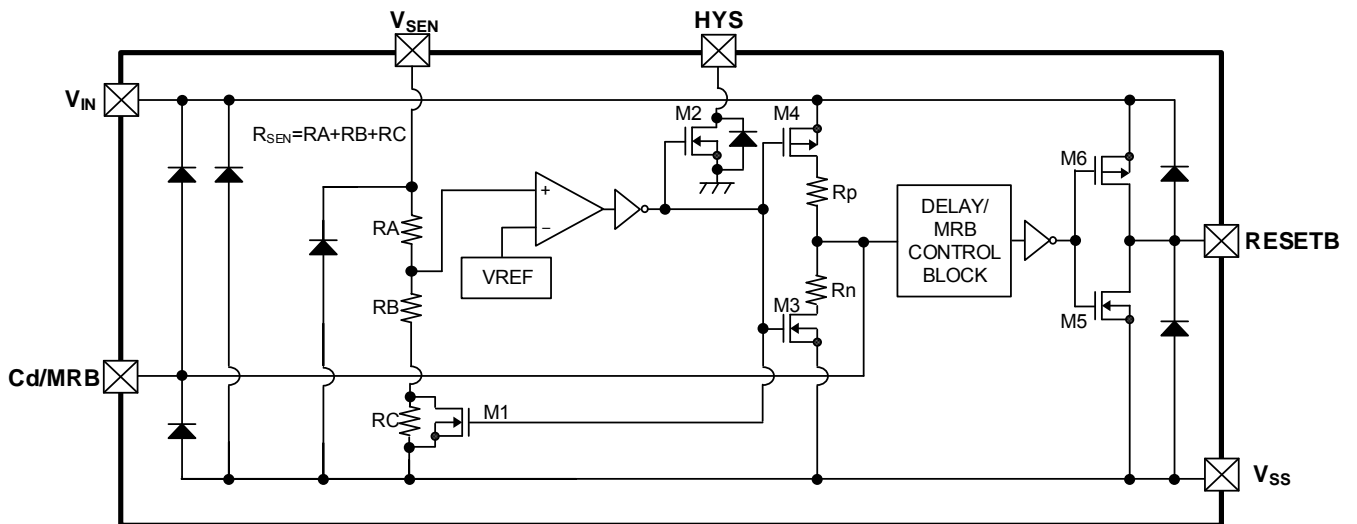 VSEN
HYS
VIN
RSEN=RA+RB+RC
M2
M4
M6
+
−
RA
Rp
DELAY/
MRB
CONTROL
BLOCK
RESETB
VREF
RB
Rn
M3
M5
Cd/MRB
RC
M1
VSS